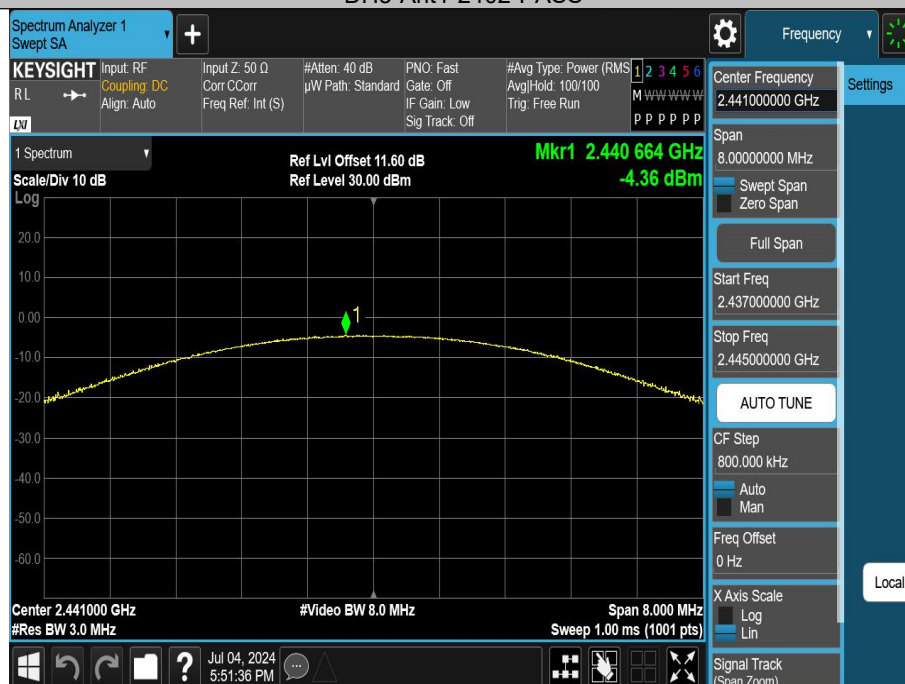 Spectrum Analyzer 1
Swept SA
+
Frequency
KEYSIGHT
RL
LXI
Input: RF
Coupling: DC
Align: Auto
Input Z: 50 Ω
Corr CCorr
Freq Ref: Int (S)
#Atten: 40 dB
µW Path: Standard
PNO: Fast
Gate: Off
IF Gain: Low
Sig Track: Off
#Avg Type: Power (RMS
Avg|Hold: 100/100
Trig: Free Run
1 2 3 4 5 6
M W W W W W
P P P P P P
1 Spectrum
Scale/Div 10 dB
Log
Ref Lvl Offset 11.60 dB
Ref Level 30.00 dBm
Mkr1 2.440 664 GHz
-4.36 dBm
20.0
10.0
0.00
1
-10.0
-20.0
-30.0
-40.0
-50.0
-60.0
Center 2.441000 GHz
#Res BW 3.0 MHz
#Video BW 8.0 MHz
Span 8.000 MHz
Sweep 1.00 ms (1001 pts)
Center Frequency
2.441000000 GHz
Settings
Span
8.00000000 MHz
Swept Span
Zero Span
Full Span
Start Freq
2.437000000 GHz
Stop Freq
2.445000000 GHz
AUTO TUNE
CF Step
800.000 kHz
Auto
Man
Freq Offset
0 Hz
X Axis Scale
Log
Lin
Local
Signal Track
(Span Zoom)
?
Jul 04, 2024
5:51:36 PM